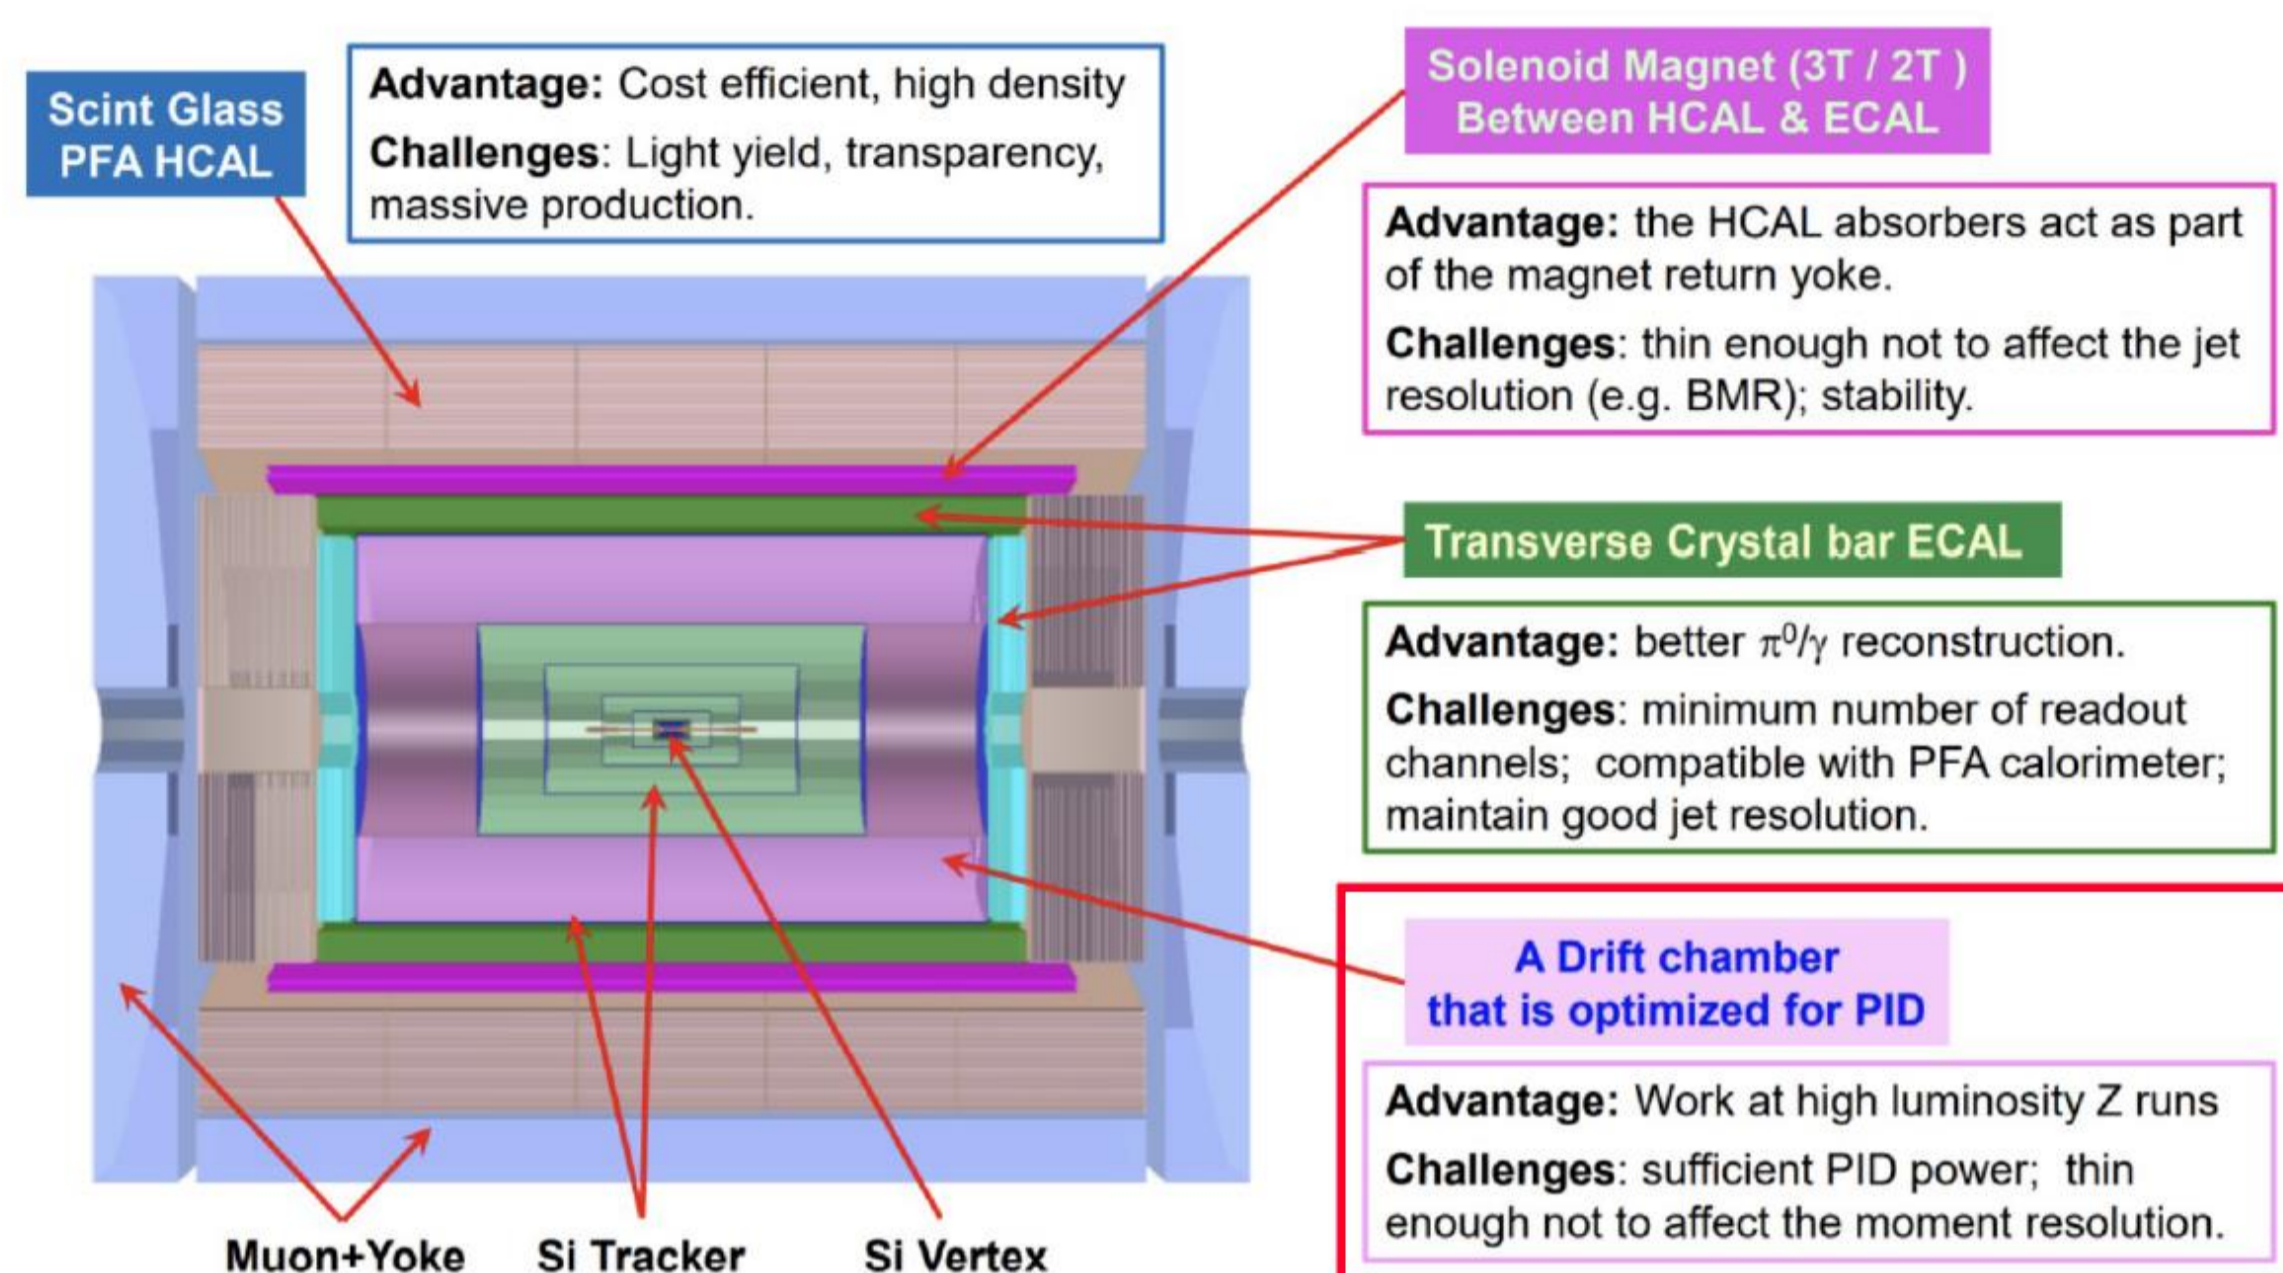 Scint Glass
PFA HCAL
Advantage: Cost efficient, high density
Challenges: Light yield, transparency,
massive production.
Solenoid Magnet (3T / 2T )
Between HCAL & ECAL
Advantage: the HCAL absorbers act as part
of the magnet return yoke.
Challenges: thin enough not to affect the jet
resolution (e.g. BMR); stability.
Transverse Crystal bar ECAL
Advantage: better π⁰/γ reconstruction.
Challenges: minimum number of readout
channels; compatible with PFA calorimeter;
maintain good jet resolution.
A Drift chamber
that is optimized for PID
Advantage: Work at high luminosity Z runs
Challenges: sufficient PID power; thin
enough not to affect the moment resolution.
Muon+Yoke
Si Tracker
Si Vertex